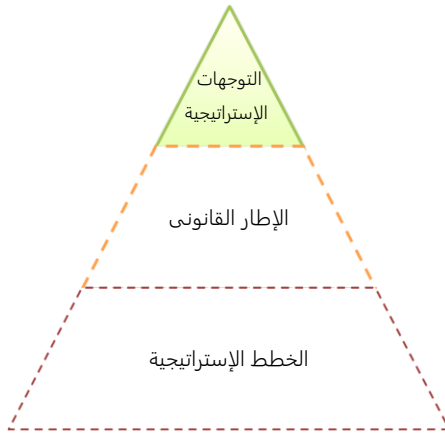 التوجهات
الإستراتيجية
الإطار القانونى
الخطط الإستراتيجية